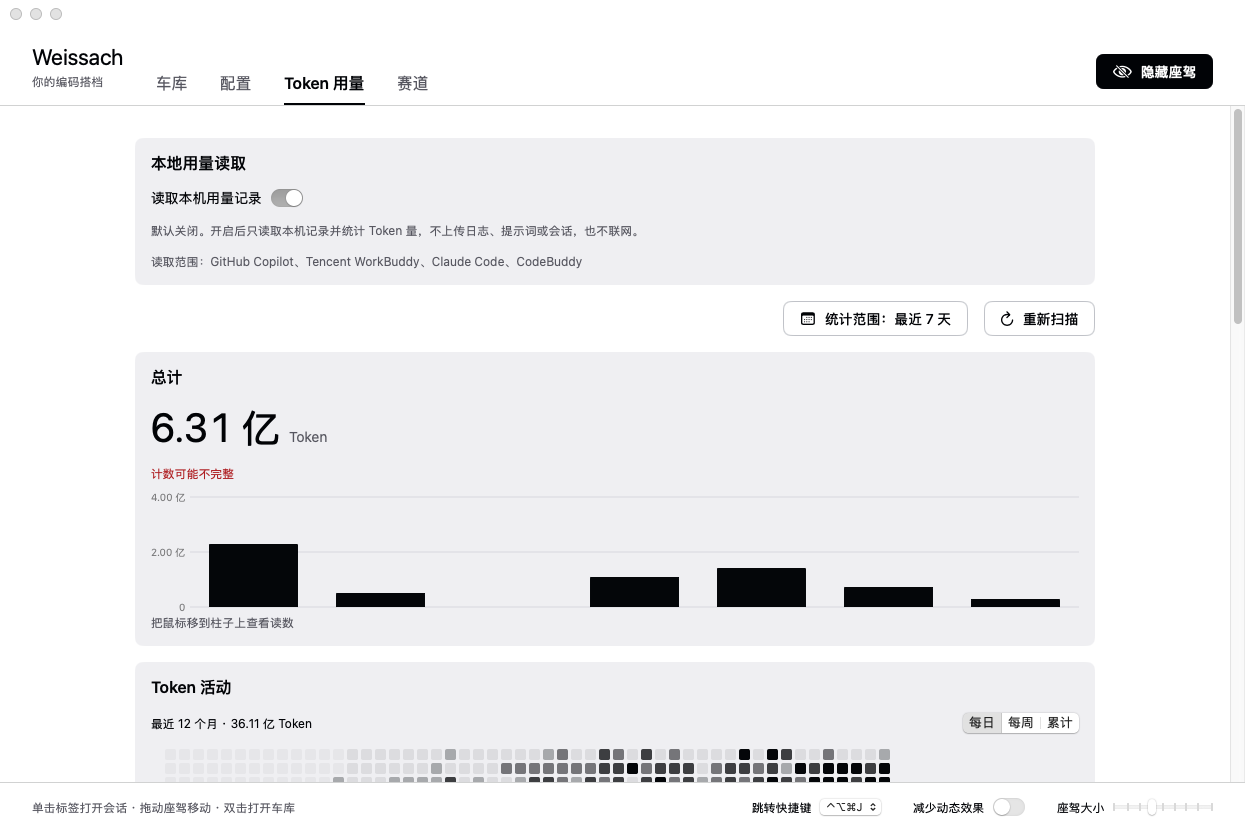 Weissach
你的编码搭档
车库
配置
Token 用量
赛道
隐藏座驾
本地用量读取
读取本机用量记录
默认关闭。开启后只读取本机记录并统计 Token 量，不上传日志、提示词或会话，也不联网。
读取范围：GitHub Copilot、Tencent WorkBuddy、Claude Code、CodeBuddy
统计范围：最近 7 天
重新扫描
总计
6.31 亿 Token
计数可能不完整
4.00 亿
2.00 亿
0
把鼠标移到柱子上查看读数
Token 活动
最近 12 个月 · 36.11 亿 Token
每日
每周
累计
单击标签打开会话 · 拖动座驾移动 · 双击打开车库
跳转快捷键
^⌥⌘J
减少动态效果
座驾大小